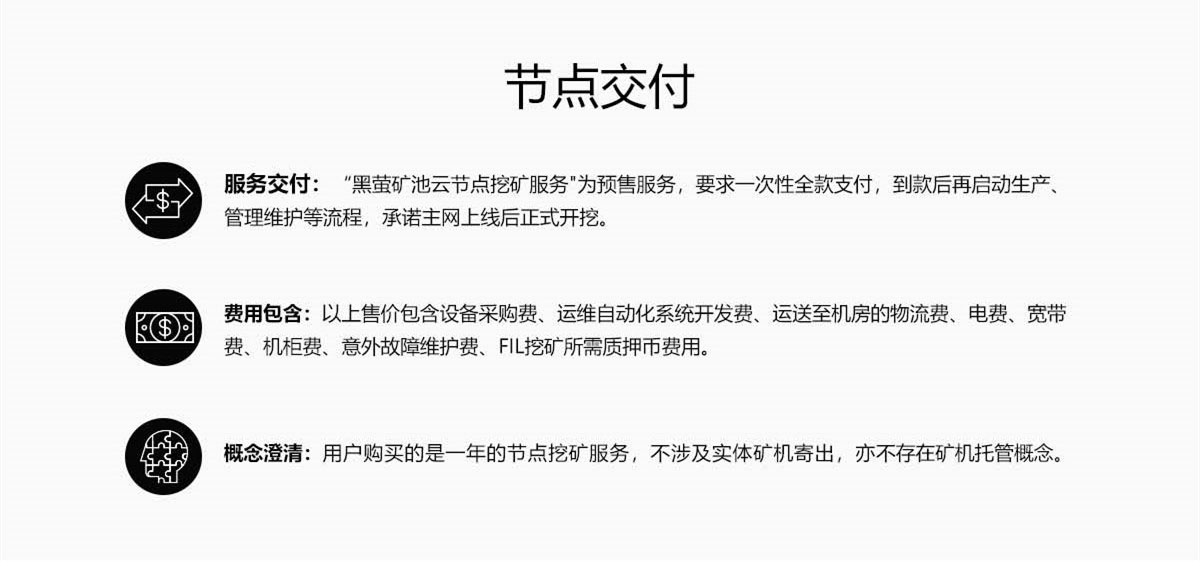 节点交付
服务交付：“黑萤矿池云节点挖矿服务"为预售服务，要求一次性全款支付，到款后再启动生产、
管理维护等流程，承诺主网上线后正式开挖。
费用包含：以上售价包含设备采购费、运维自动化系统开发费、运送至机房的物流费、电费、宽带
费、机柜费、意外故障维护费、FIL挖矿所需质押币费用。
概念澄清：用户购买的是一年的节点挖矿服务，不涉及实体矿机寄出，亦不存在矿机托管概念。